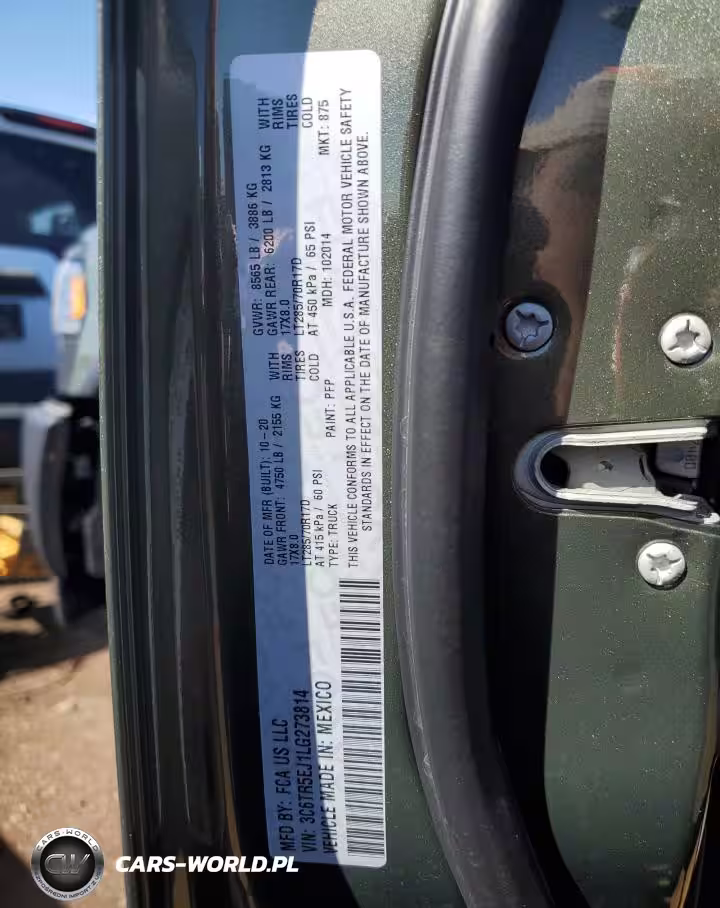 MFD BY: FCA US LLC
DATE OF MFR (BUILT): 10-20
GVWR: 8565 LB / 3886 KG
GAWR FRONT: 4750 LB / 2155 KG
WITH
GAWR REAR: 6200 LB / 2813 KG
WITH
17X8.0
RIMS
17X8.0
RIMS
LT285/70R17D
TIRES
LT285/70R17D
TIRES
AT 415 kPa / 60 PSI
COLD
AT 450 kPa / 65 PSI
COLD
VIN: 3C6TR5EJ1LG273814
TYPE: TRUCK
PAINT: PFP
MDH: 102014
MKT: 875
VEHICLE MADE IN: MEXICO
THIS VEHICLE CONFORMS TO ALL APPLICABLE U.S.A. FEDERAL MOTOR VEHICLE SAFETY
STANDARDS IN EFFECT ON THE DATE OF MANUFACTURE SHOWN ABOVE.
CARS-WORLD
CW
CARS-WORLD.PL